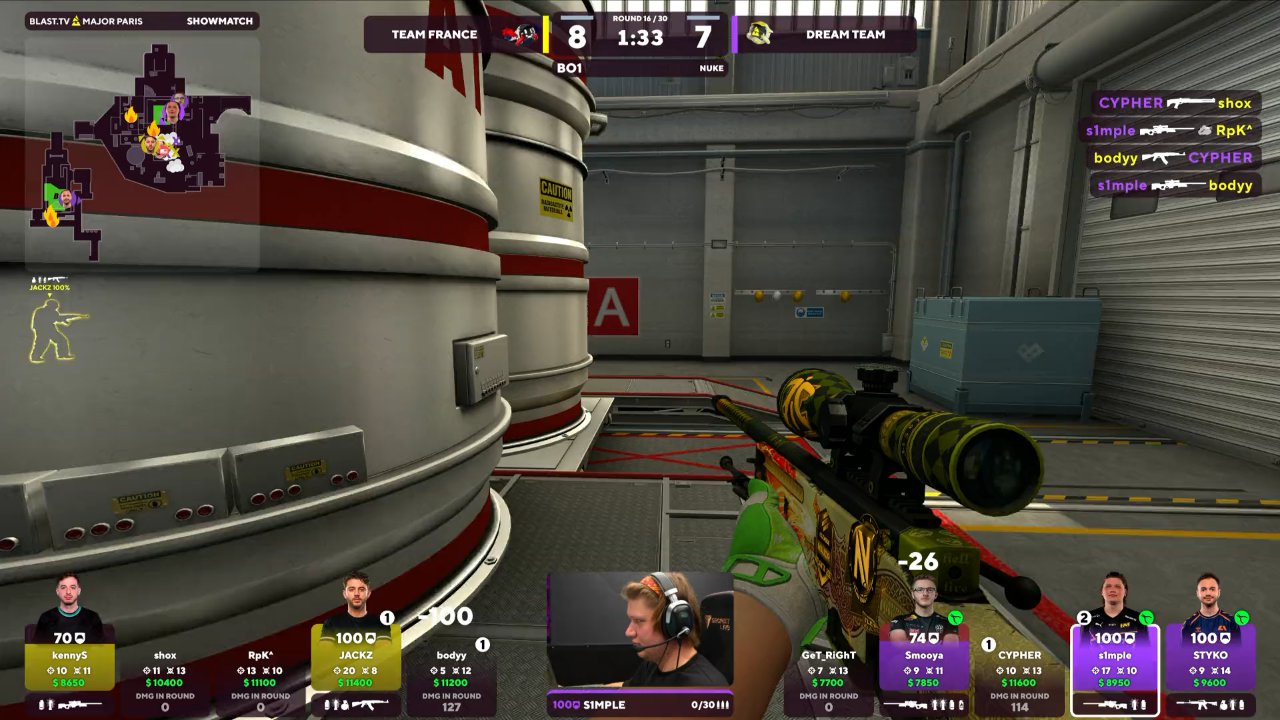 BLAST.TV MAJOR PARIS SHOWMATCH
TEAM FRANCE 8 ROUND 16 / 30 1:33 7 DREAM TEAM
BO1 NUKE
CYPHER shox
s1mple RpK^
bodyy CYPHER
s1mple bodyy
JACKZ 100%
CAUTION
RADIOACTIVE MATERIALS
A
CAUTION
CAUTION
N
-26
-100
70 kennyS 10 11 $8650
shox 11 13 $10400 DMG IN ROUND 0
RpK^ 13 10 $11100 DMG IN ROUND 0
1 100 JACKZ 20 8 $11400
1 bodyy 5 12 $11200 DMG IN ROUND 127
100 S1MPLE 0/30
GeT_RiGhT 7 13 $7700 DMG IN ROUND 0
74 Smooya 9 11 $7850
1 CYPHER 10 13 $11600 DMG IN ROUND 114
2 100 s1mple 17 10 $8950
100 STYKO 9 14 $9600